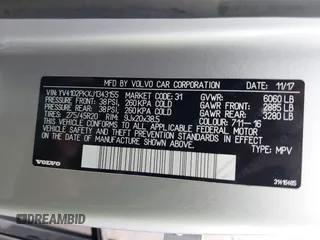 VIN: YV4102PKXJ1343155 MARKET CODE: 31 GVWR: 6060 LB
PRESSURE FRONT: 38 PSI, 260 KPA COLD GAWR FRONT: 2885 LB
PRESSURE REAR: 38 PSI, 260 KPA COLD GAWR REAR: 3280 LB
TIRES: 275/45R20 RIM: 9Jx20x38.5 COLOUR: 711-16
THIS VEHICLE CONFORMS TO ALL APPLICABLE FEDERAL MOTOR
VEHICLE SAFETY AND THEFT PREVENTION STANDARDS IN EFFECT
ON THE DATE OF MANUFACTURE SHOWN ABOVE. TYPE: MPV
MFD. BY VOLVO CAR CORPORATION DATE: 11/17
VOLVO
DREAMBID